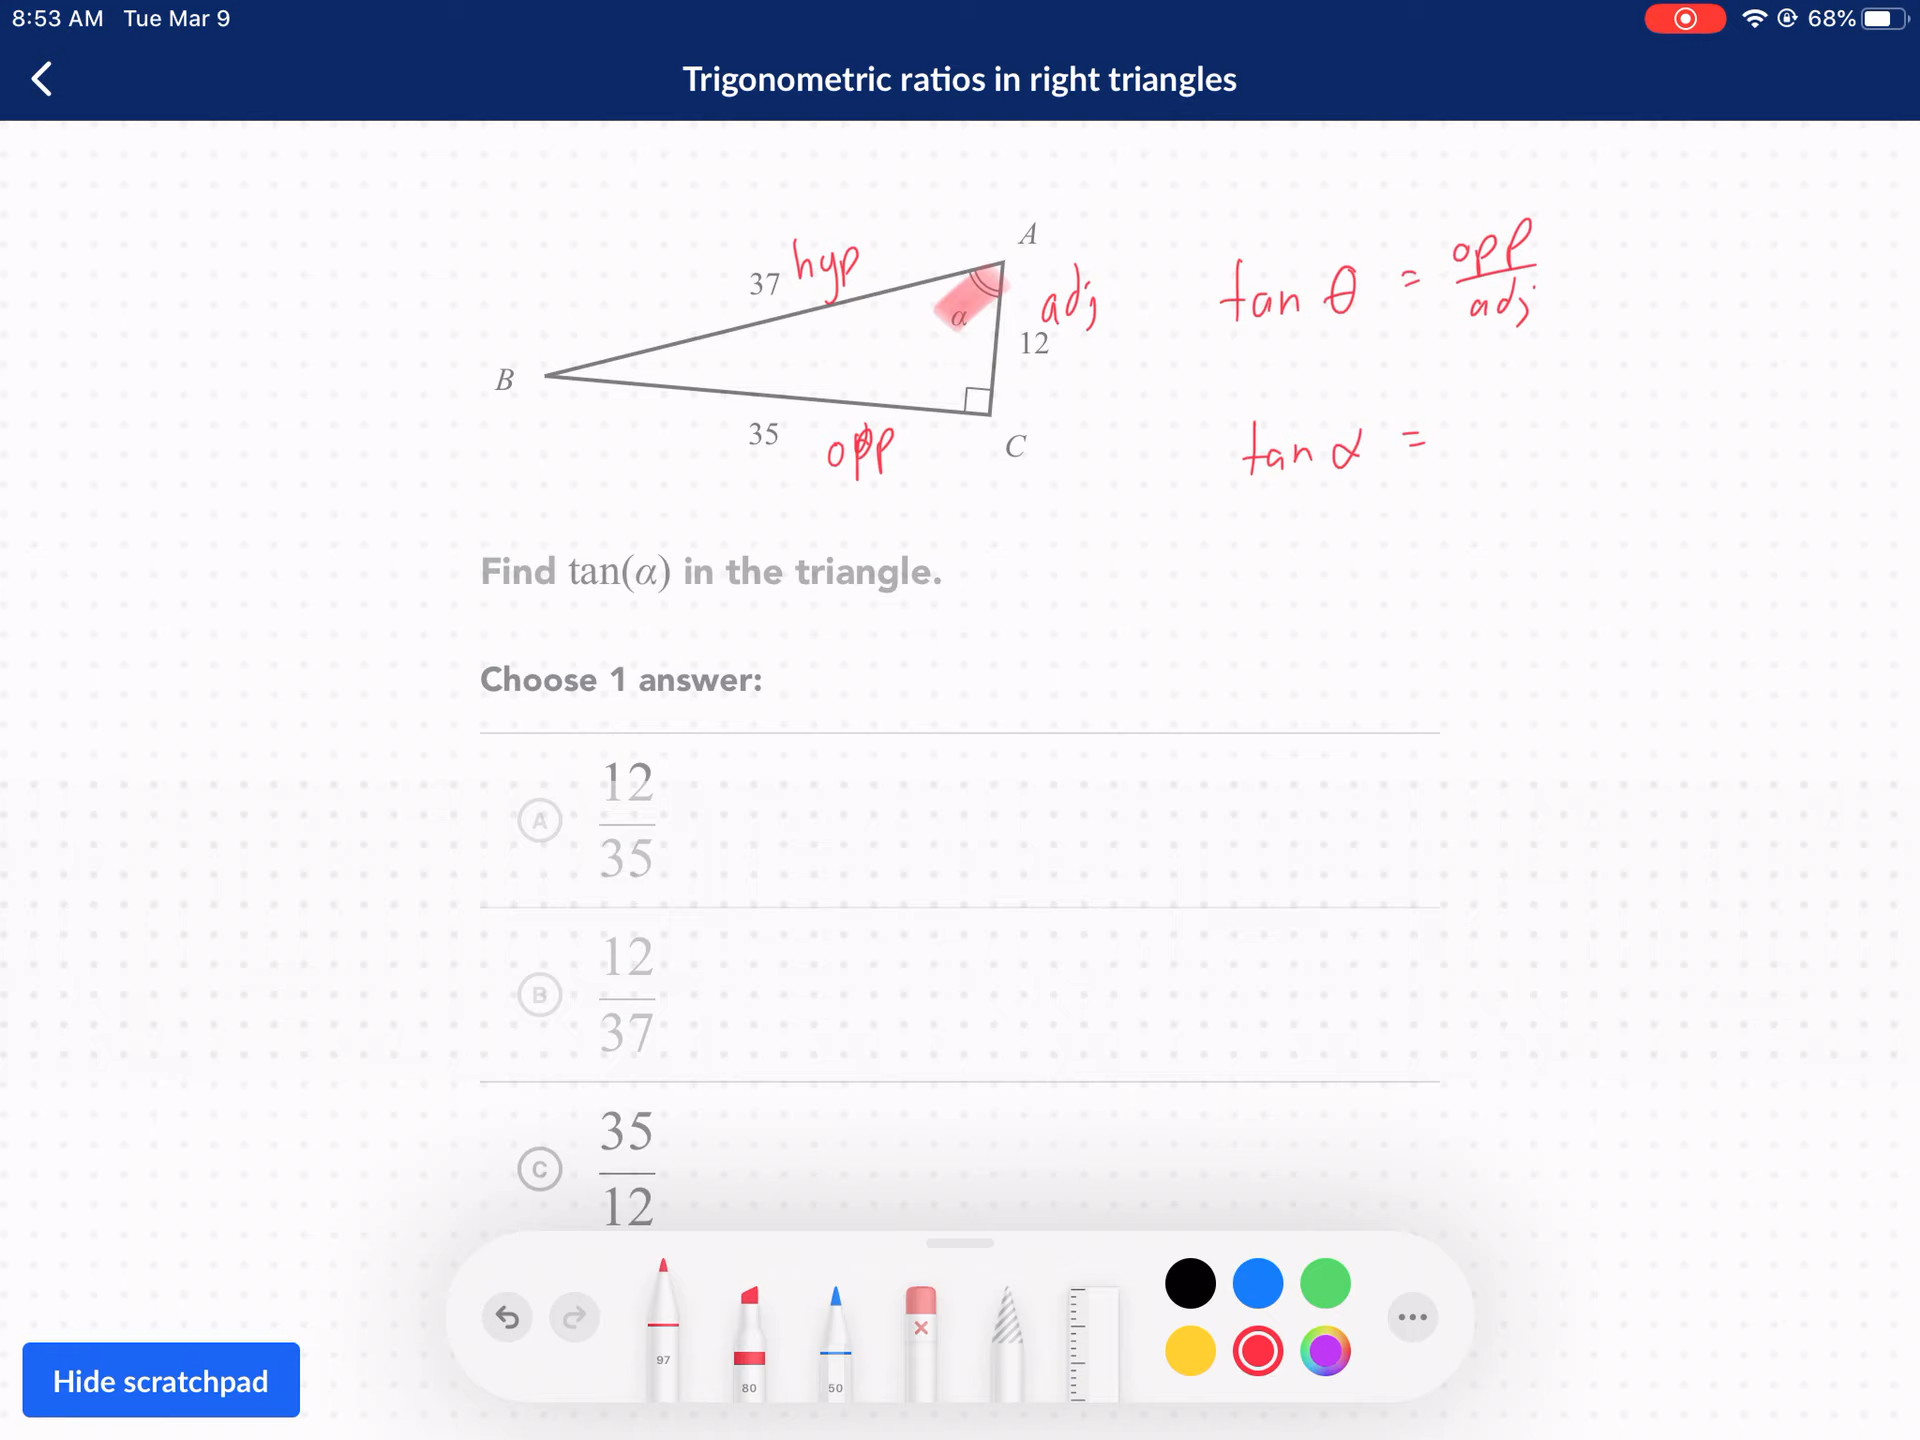 8:53 AM Tue Mar 9
68%
Trigonometric ratios in right triangles
A
37 hyp
α
adj
12
B
35 opp
C
tan θ = opp/adj
tan α =
Find tan(α) in the triangle.
Choose 1 answer:
A 12/35
B 12/37
C 35/12
97
80
50
Hide scratchpad